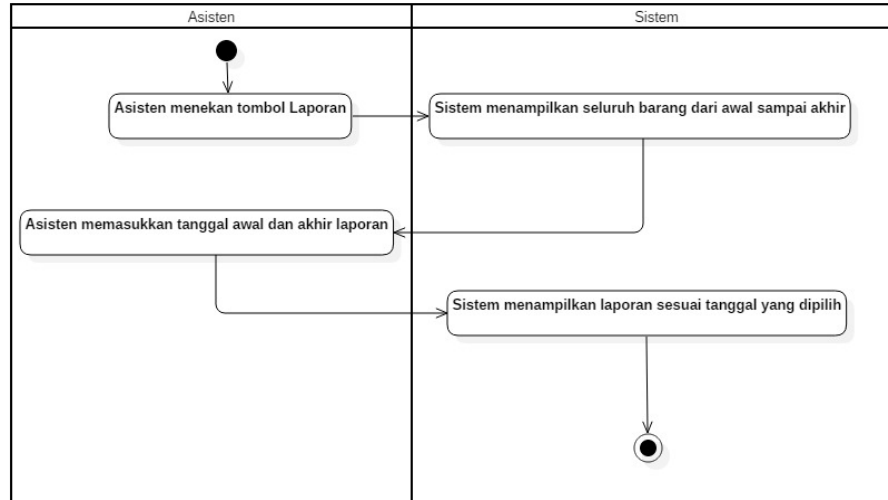 Asisten
Sistem
Asisten menekan tombol Laporan
Sistem menampilkan seluruh barang dari awal sampai akhir
Asisten memasukkan tanggal awal dan akhir laporan
Sistem menampilkan laporan sesuai tanggal yang dipilih